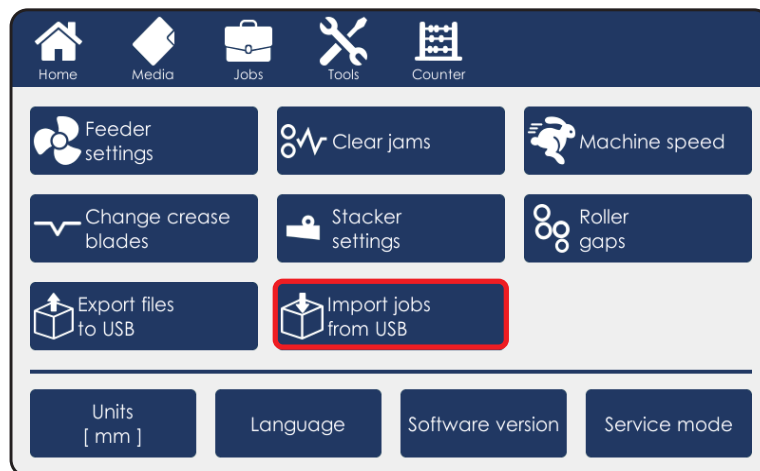 Home
Media
Jobs
Tools
Counter
Feeder
settings
Clear jams
Machine speed
Change crease
blades
Stacker
settings
Roller
gaps
Export files
to USB
Import jobs
from USB
Units
[ mm ]
Language
Software version
Service mode